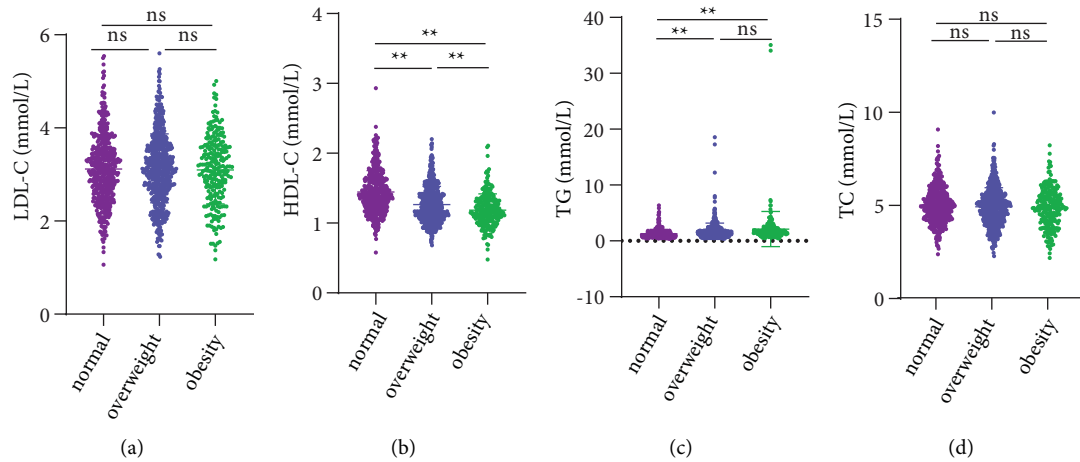 ns
ns
ns
LDL-C (mmol/L)
6
4
2
0
normal
overweight
obesity
(a)
**
**
**
HDL-C (mmol/L)
4
3
2
1
0
normal
overweight
obesity
(b)
**
**
ns
TG (mmol/L)
40
30
20
10
0
-10
normal
overweight
obesity
(c)
ns
ns
ns
TC (mmol/L)
15
10
5
0
normal
overweight
obesity
(d)